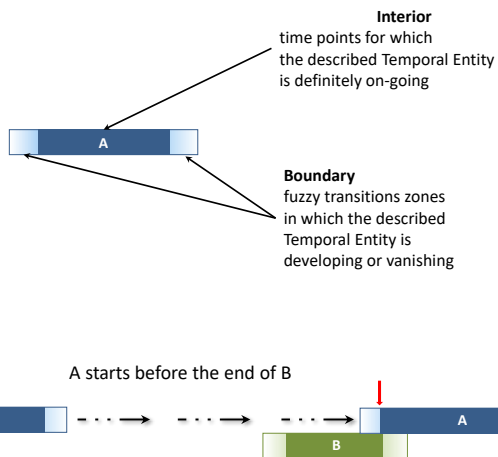 Interior
time points for which
the described Temporal Entity
is definitely on-going
A
Boundary
fuzzy transitions zones
in which the described
Temporal Entity is
developing or vanishing
A starts before the end of B
A
B